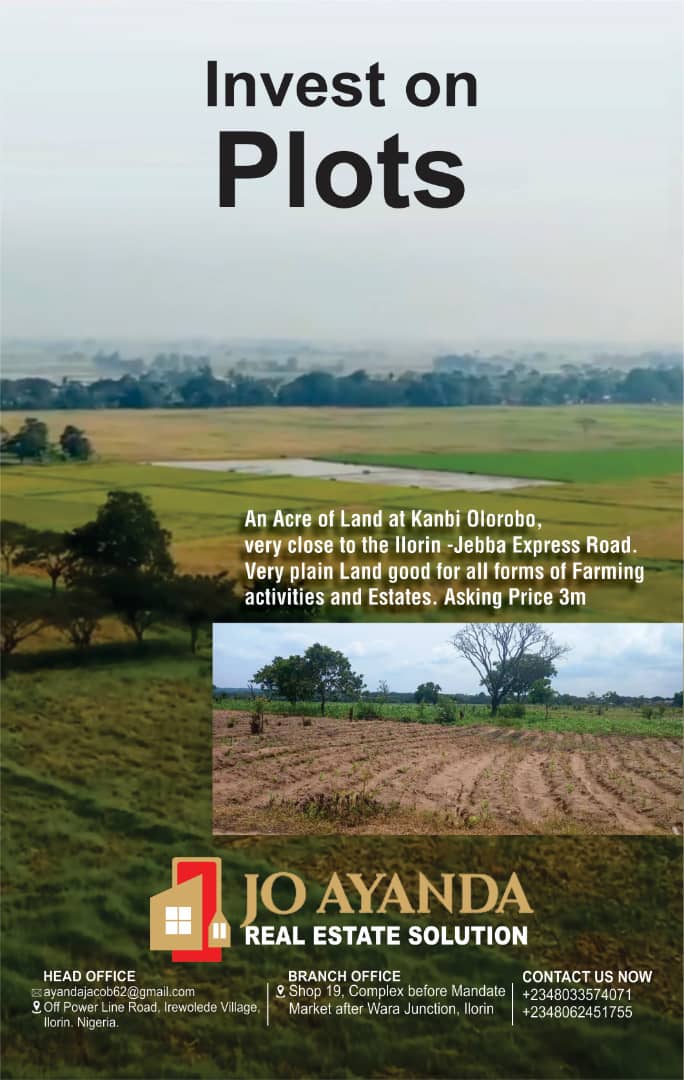 Invest on
Plots
An Acre of Land at Kanbi Olorobo,
very close to the Ilorin -Jebba Express Road.
Very plain Land good for all forms of Farming
activities and Estates. Asking Price 3m
JO AYANDA
REAL ESTATE SOLUTION
HEAD OFFICE
ayandajacob62@gmail.com
Off Power Line Road, Irewolede Village,
Ilorin. Nigeria.
BRANCH OFFICE
Shop 19, Complex before Mandate
Market after Wara Junction, Ilorin
CONTACT US NOW
+2348033574071
+2348062451755